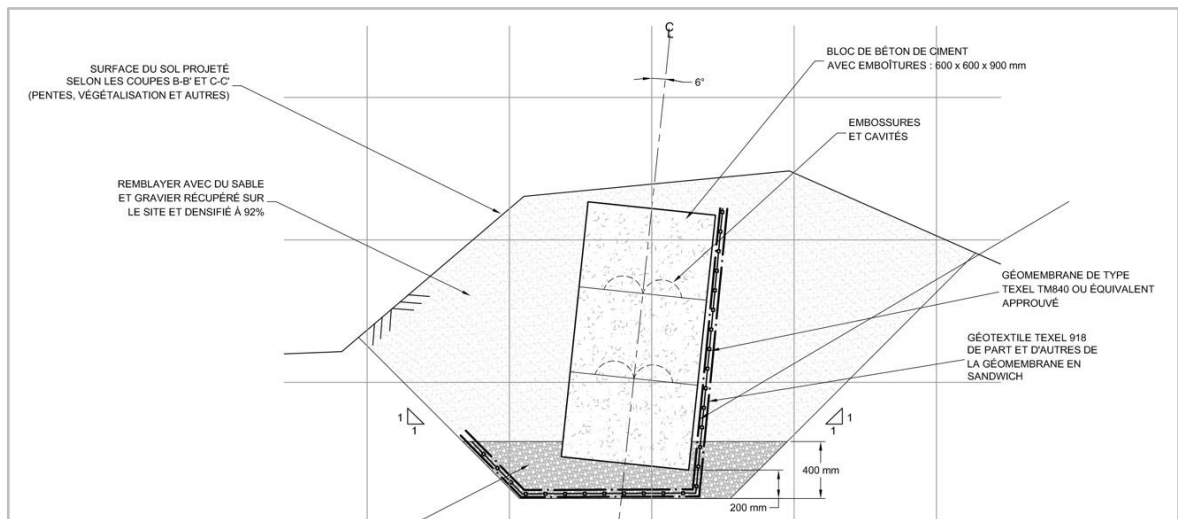 C
L
6°
SURFACE DU SOL PROJETÉ
SELON LES COUPES B-B' ET C-C'
(PENTES, VÉGÉTALISATION ET AUTRES)
BLOC DE BÉTON DE CIMENT
AVEC EMBOÎTURES : 600 x 600 x 900 mm
EMBOSSURES
ET CAVITÉS
REMBLAYER AVEC DU SABLE
ET GRAVIER RÉCUPÉRÉ SUR
LE SITE ET DENSIFIÉ À 92%
GÉOMEMBRANE DE TYPE
TEXEL TM840 OU ÉQUIVALENT
APPROUVÉ
GÉOTEXTILE TEXEL 918
DE PART ET D'AUTRES DE
LA GÉOMEMBRANE EN
SANDWICH
1
1
1
1
400 mm
200 mm